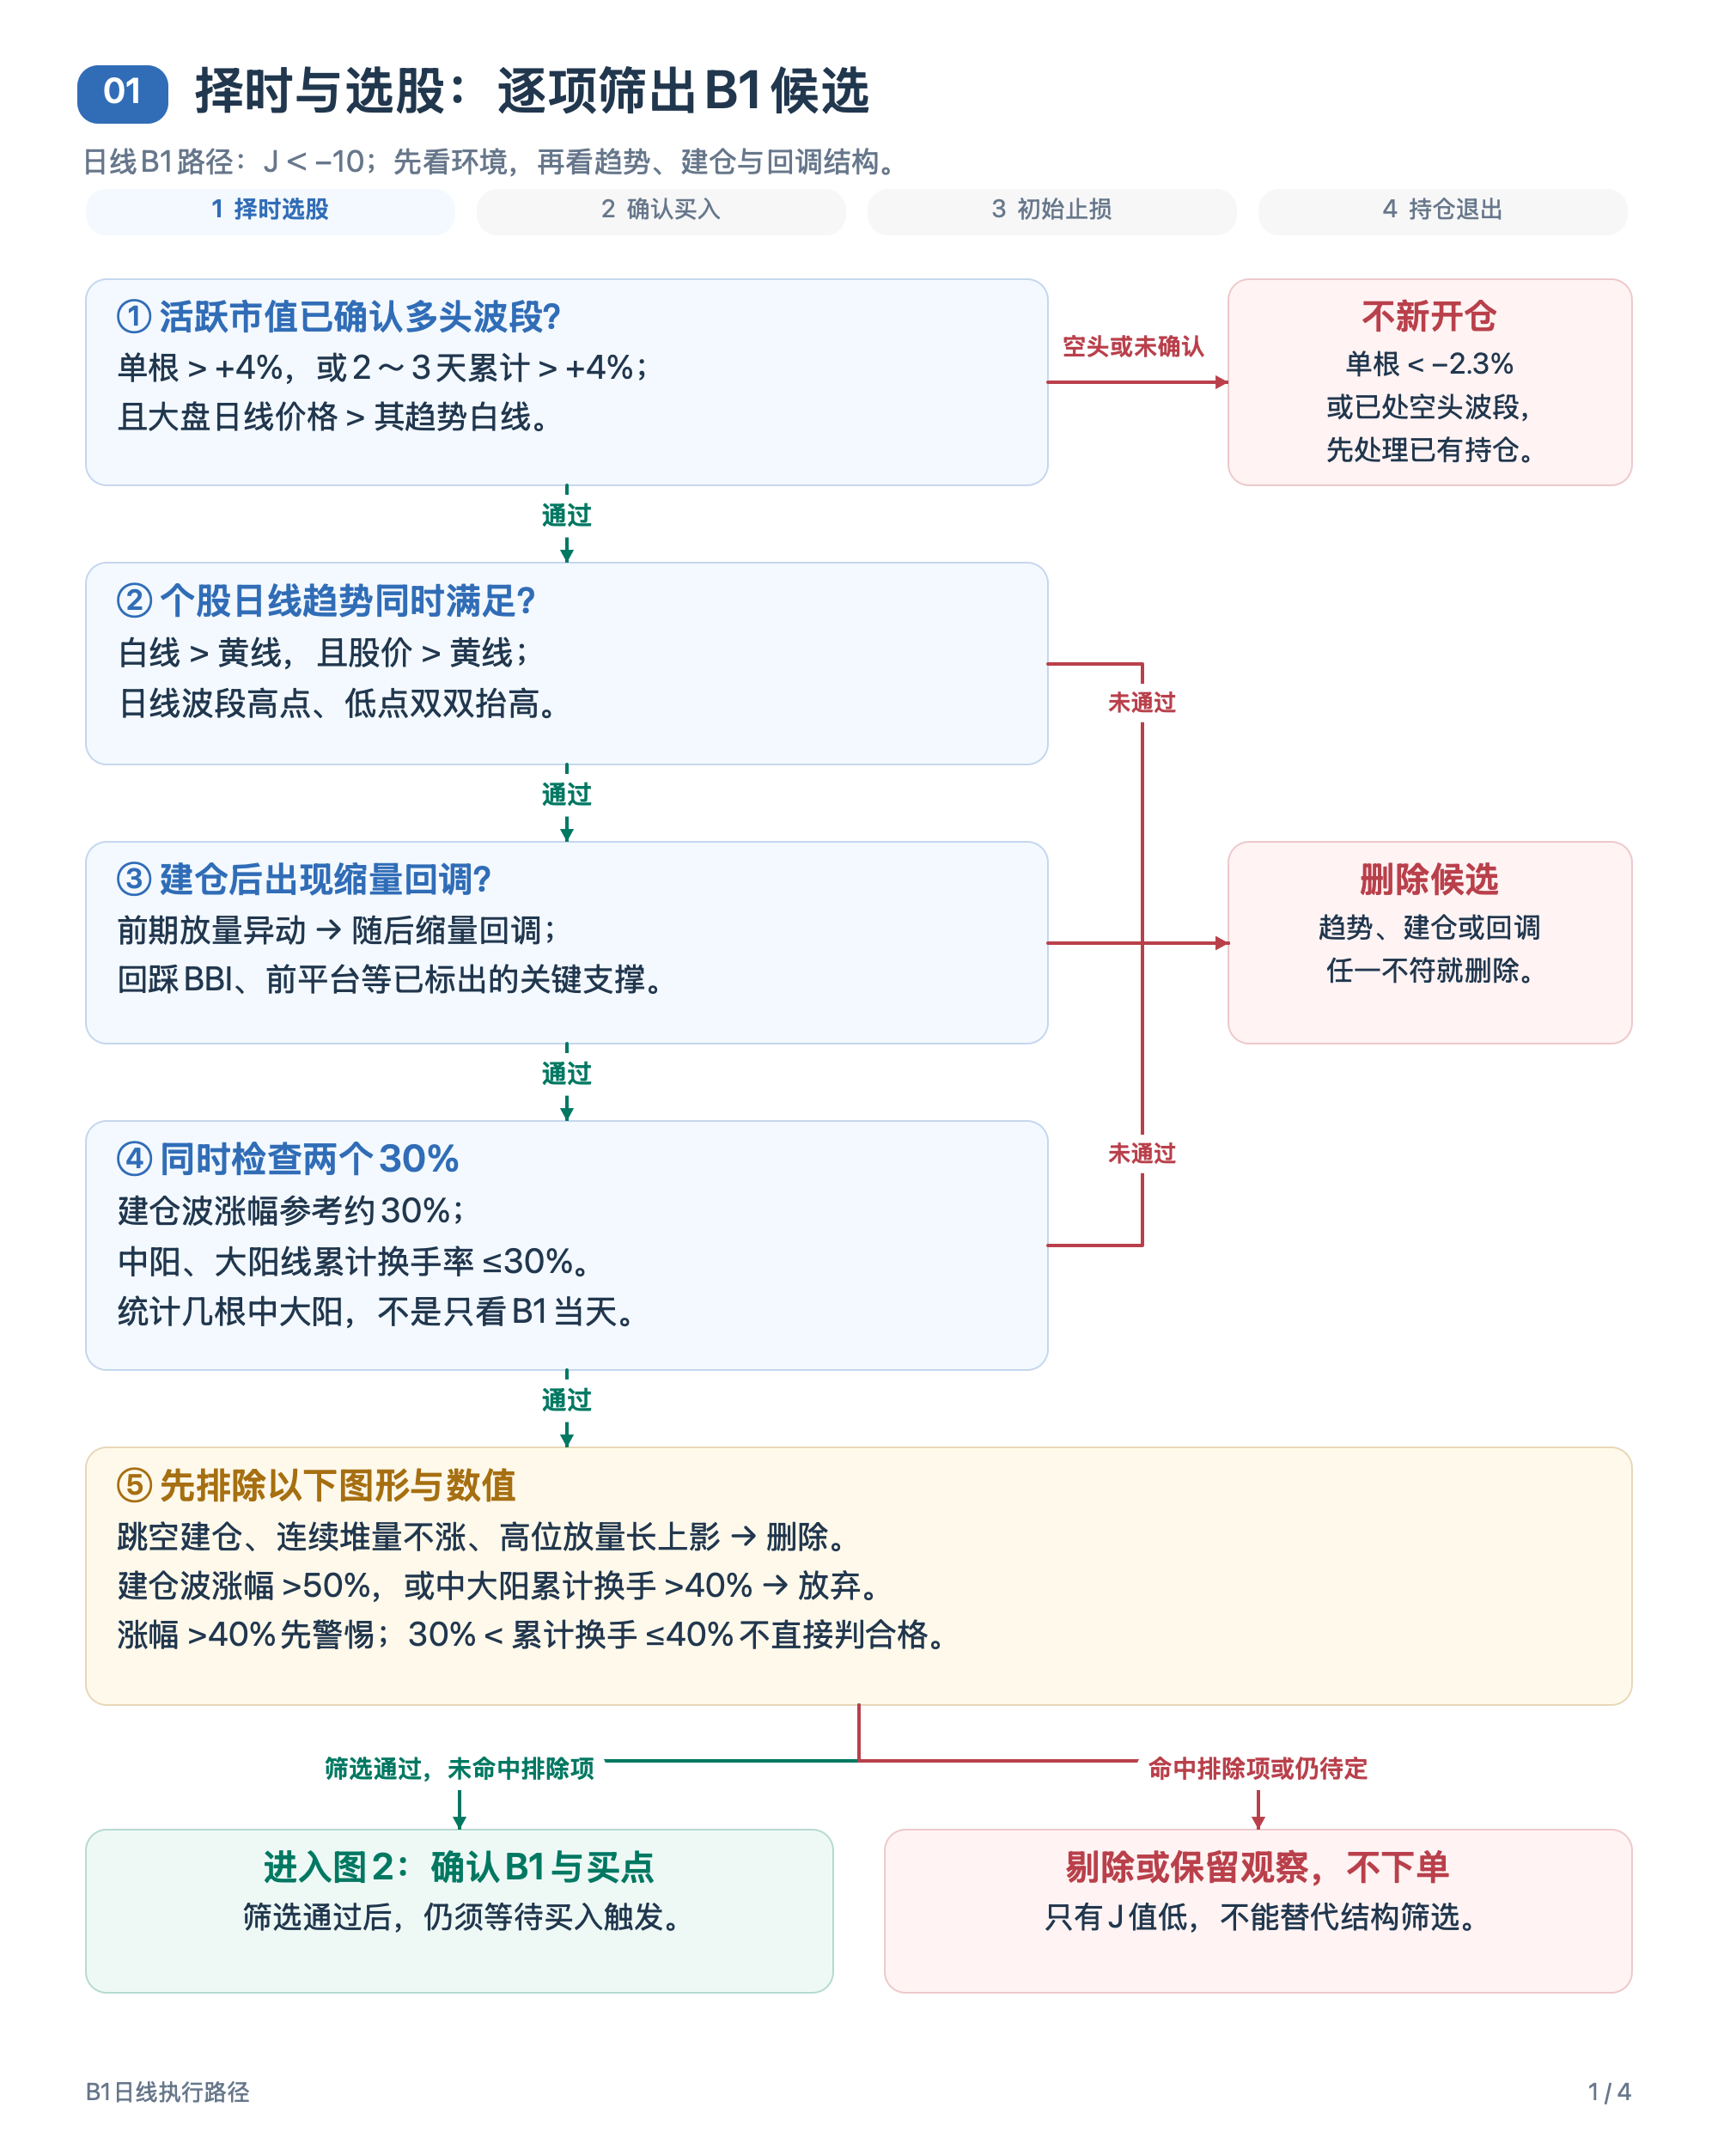 01 择时与选股：逐项筛出B1候选
日线B1路径：J < −10；先看环境，再看趋势、建仓与回调结构。
1 择时选股
2 确认买入
3 初始止损
4 持仓退出
① 活跃市值已确认多头波段?
单根 > +4%，或2～3天累计 > +4%；
且大盘日线价格 > 其趋势白线。
空头或未确认
不新开仓
单根 < −2.3%
或已处空头波段，
先处理已有持仓。
通过
② 个股日线趋势同时满足?
白线 > 黄线，且股价 > 黄线；
日线波段高点、低点双双抬高。
未通过
通过
③ 建仓后出现缩量回调?
前期放量异动 → 随后缩量回调；
回踩BBI、前平台等已标出的关键支撑。
删除候选
趋势、建仓或回调
任一不符就删除。
通过
④ 同时检查两个30%
建仓波涨幅参考约30%；
中阳、大阳线累计换手率 ≤30%。
统计几根中大阳，不是只看B1当天。
未通过
通过
⑤ 先排除以下图形与数值
跳空建仓、连续堆量不涨、高位放量长上影 → 删除。
建仓波涨幅 >50%，或中大阳累计换手 >40% → 放弃。
涨幅 >40%先警惕；30% < 累计换手 ≤40%不直接判合格。
筛选通过，未命中排除项
命中排除项或仍待定
进入图2：确认B1与买点
筛选通过后，仍须等待买入触发。
剔除或保留观察，不下单
只有J值低，不能替代结构筛选。
B1日线执行路径
1 / 4